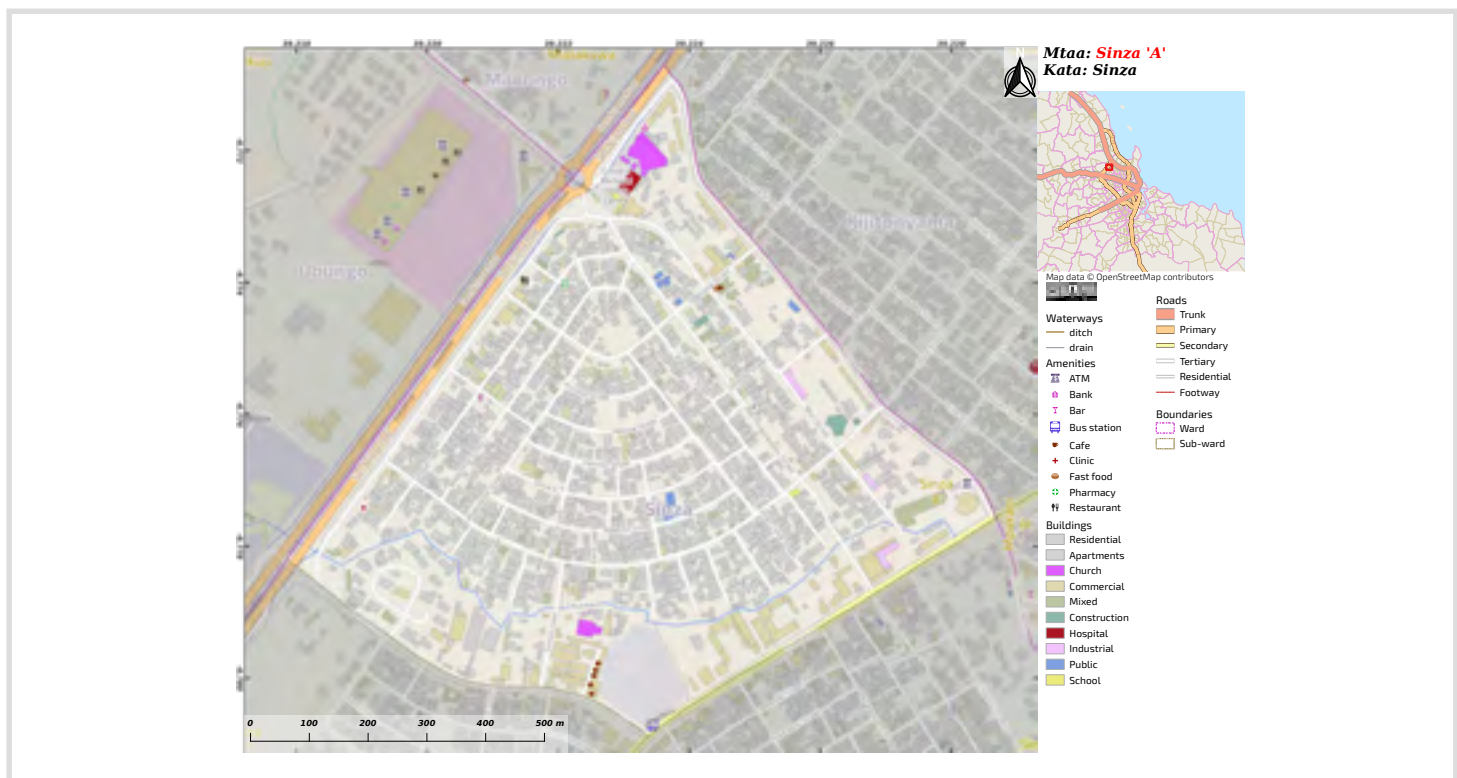 Mtaa: Sinza 'A'
Kata: Sinza
N
Ubungo
Sinza
0 100 200 300 400 500 m
Map data © OpenStreetMap contributors
Waterways
ditch
drain
Amenities
ATM
Bank
Bar
Bus station
Cafe
Clinic
Fast food
Pharmacy
Restaurant
Buildings
Residential
Apartments
Church
Commercial
Mixed
Construction
Hospital
Industrial
Public
School
Roads
Trunk
Primary
Secondary
Tertiary
Residential
Footway
Boundaries
Ward
Sub-ward